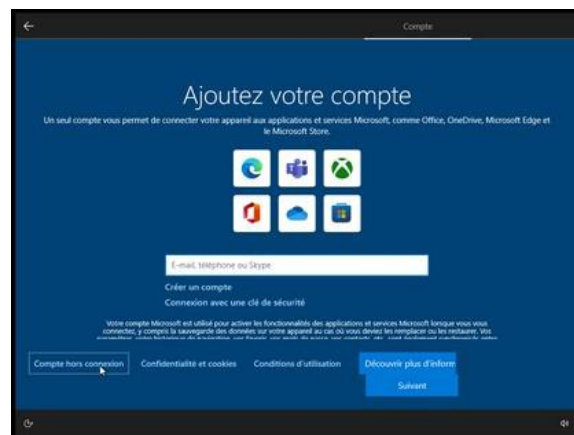 Compte
Ajoutez votre compte
Un seul compte vous permet de connecter votre appareil aux applications et services Microsoft, comme Office, OneDrive, Microsoft Edge et
le Microsoft Store.
E-mail, téléphone ou Skype
Créer un compte
Connexion avec une clé de sécurité
Votre compte Microsoft est utilisé pour activer les fonctionnalités des applications et services Microsoft lorsque vous vous
connectez, y compris la sauvegarde des données sur votre appareil au cas où vous deviez les remplacer ou les restaurer. Vos
Compte hors connexion
Confidentialité et cookies
Conditions d'utilisation
Découvrir plus d'inform
Suivant